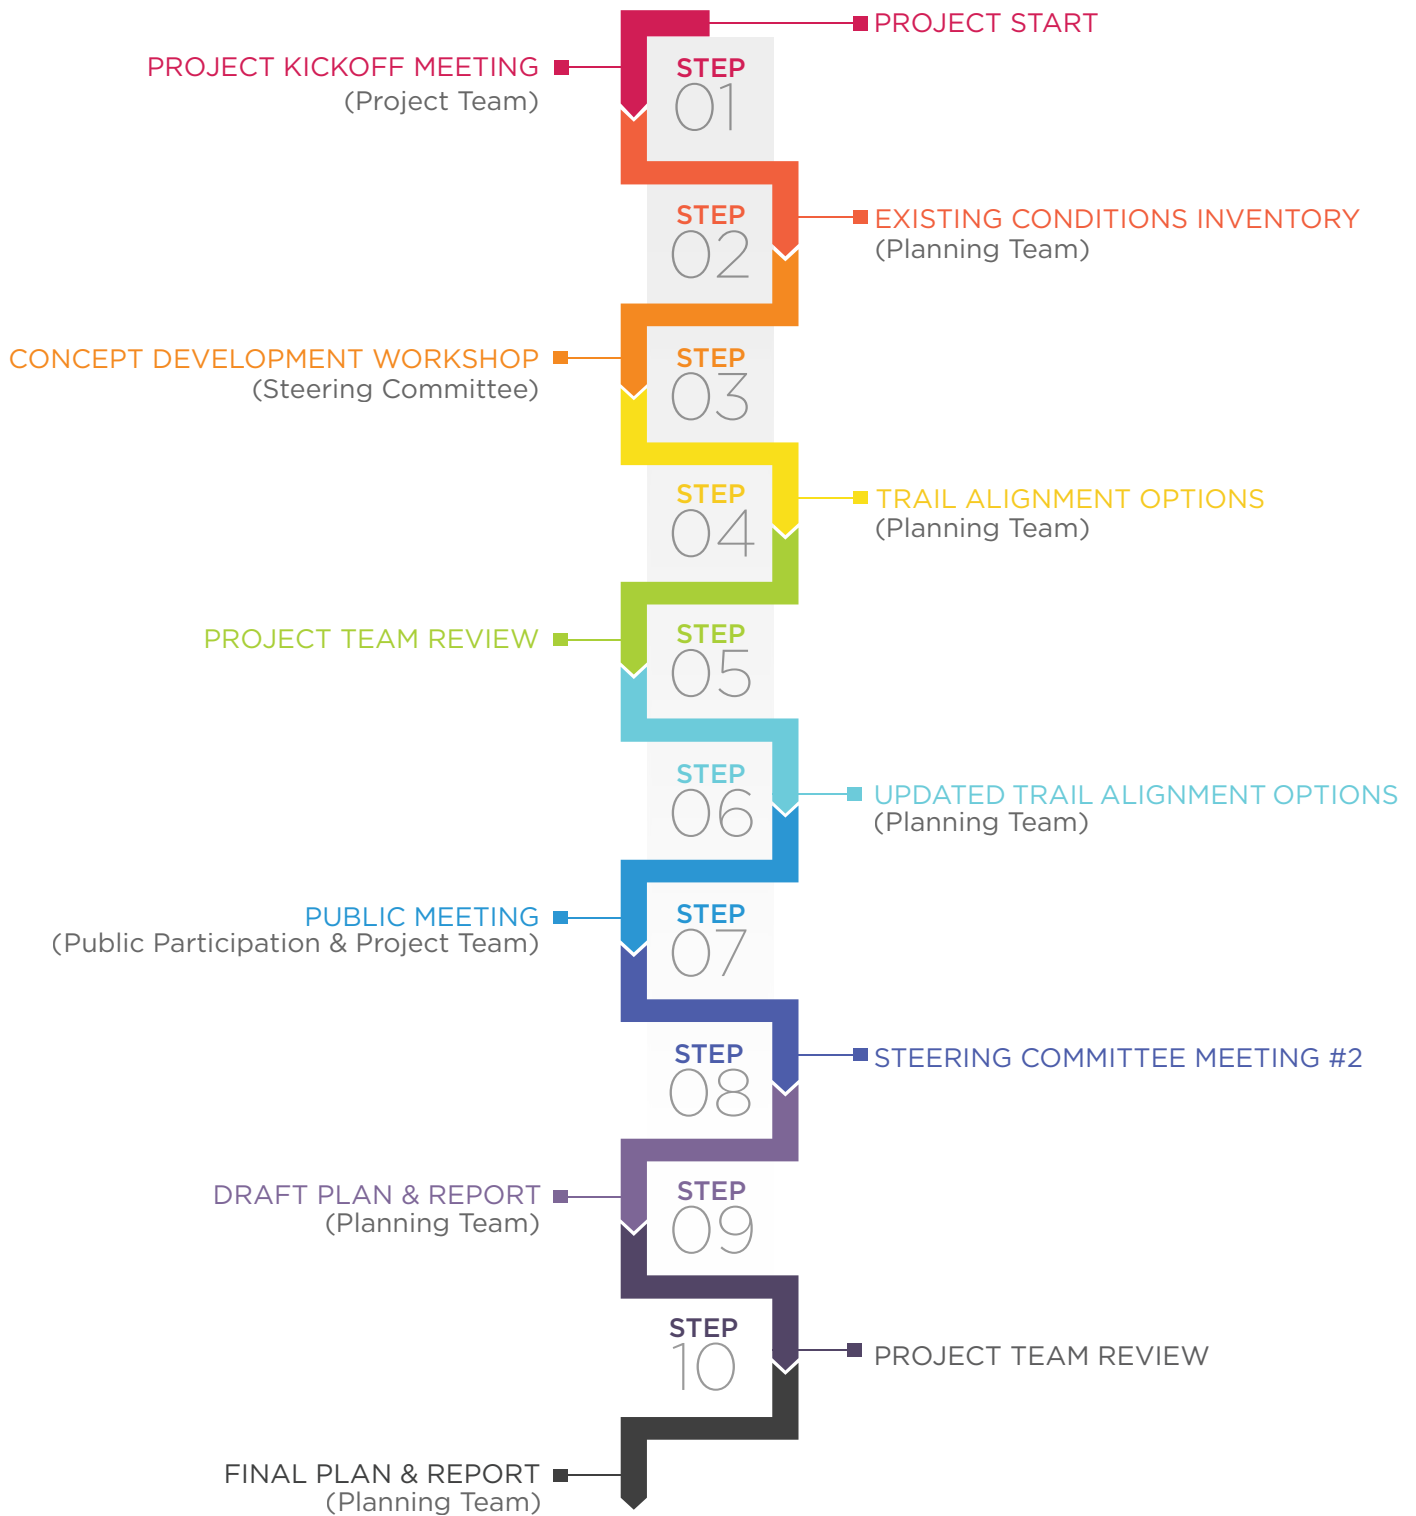 PROJECT START
PROJECT KICKOFF MEETING
(Project Team)
STEP
01
STEP
02
EXISTING CONDITIONS INVENTORY
(Planning Team)
CONCEPT DEVELOPMENT WORKSHOP
(Steering Committee)
STEP
03
STEP
04
TRAIL ALIGNMENT OPTIONS
(Planning Team)
PROJECT TEAM REVIEW
STEP
05
STEP
06
UPDATED TRAIL ALIGNMENT OPTIONS
(Planning Team)
PUBLIC MEETING
(Public Participation & Project Team)
STEP
07
STEP
08
STEERING COMMITTEE MEETING #2
DRAFT PLAN & REPORT
(Planning Team)
STEP
09
STEP
10
PROJECT TEAM REVIEW
FINAL PLAN & REPORT
(Planning Team)